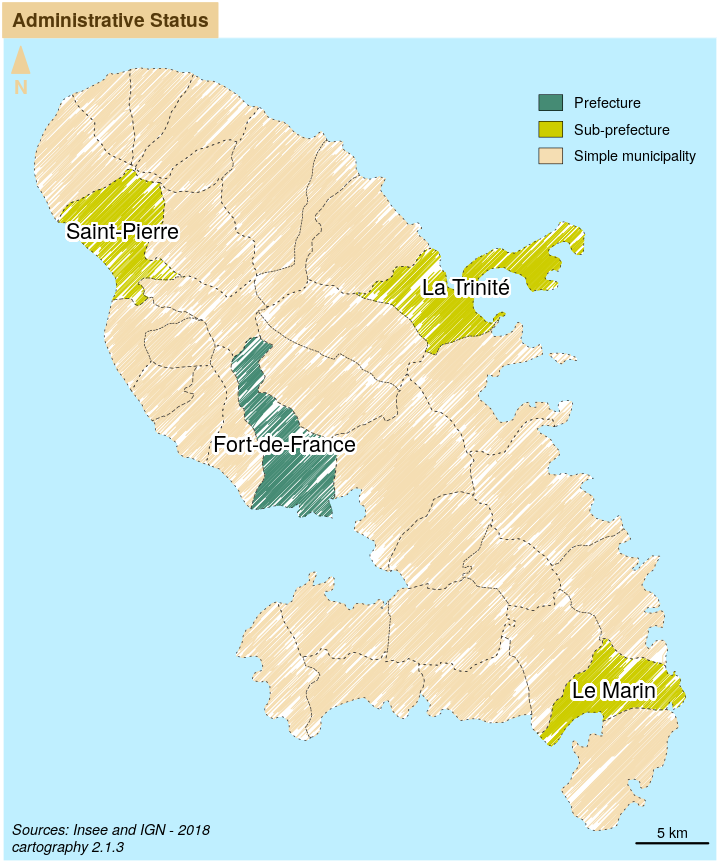 Administrative Status
N
Prefecture
Sub-prefecture
Simple municipality
Saint-Pierre
La Trinité
Fort-de-France
Le Marin
Sources: Insee and IGN - 2018
cartography 2.1.3
5 km